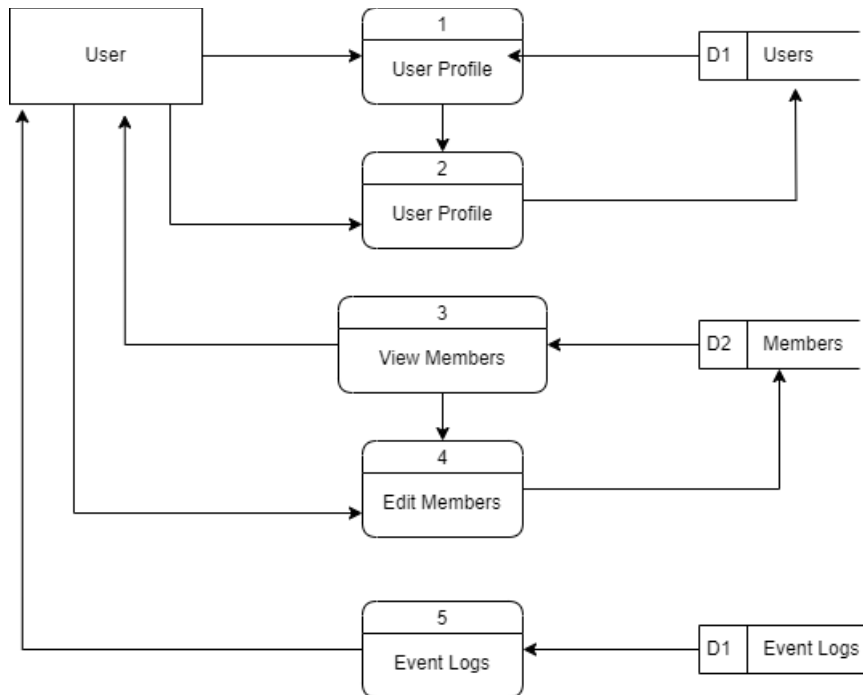 User
1
User Profile
D1 Users
2
User Profile
3
View Members
D2 Members
4
Edit Members
5
Event Logs
D1 Event Logs